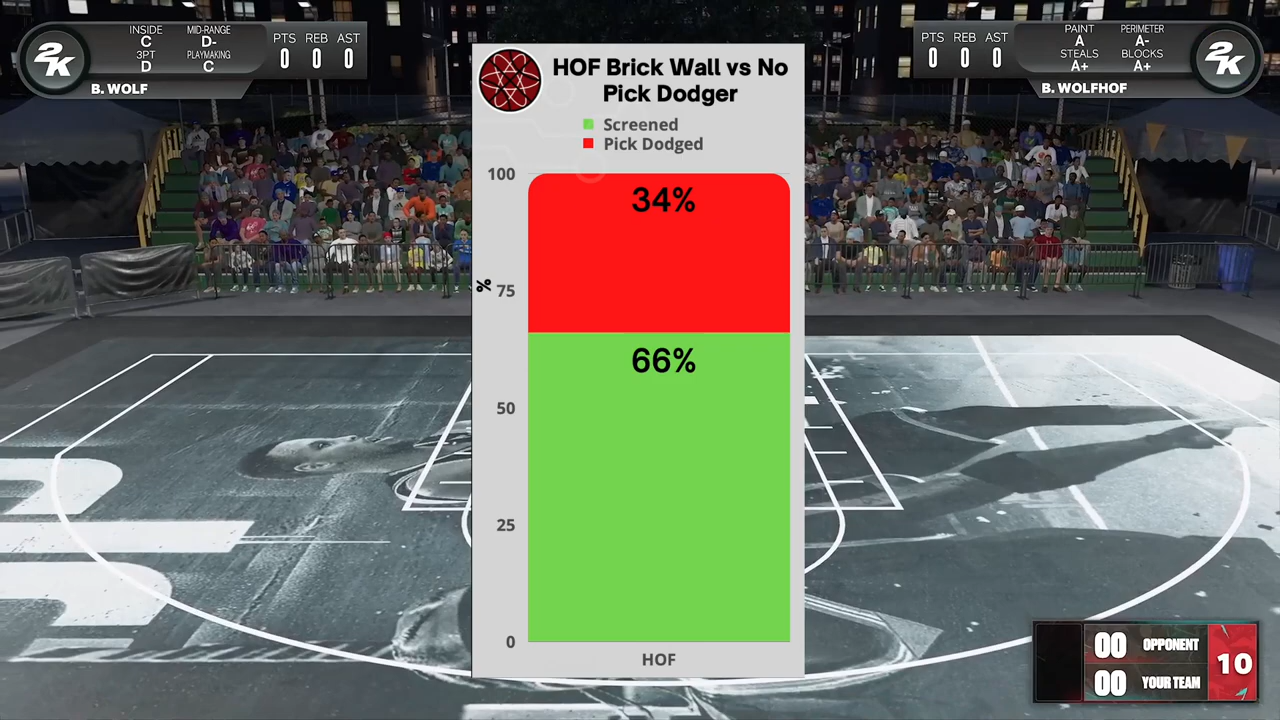 INSIDE
C
MID-RANGE
D-
3PT
D
PLAYMAKING
C
PTS REB AST
0 0 0
2K
B. WOLF
PTS REB AST
0 0 0
PAINT
A
PERIMETER
A-
STEALS
A+
BLOCKS
A+
2K
B. WOLFHOF
HOF Brick Wall vs No
Pick Dodger
Screened
Pick Dodged
100
34%
%
75
66%
50
25
0
HOF
00 OPPONENT
00 YOUR TEAM
10